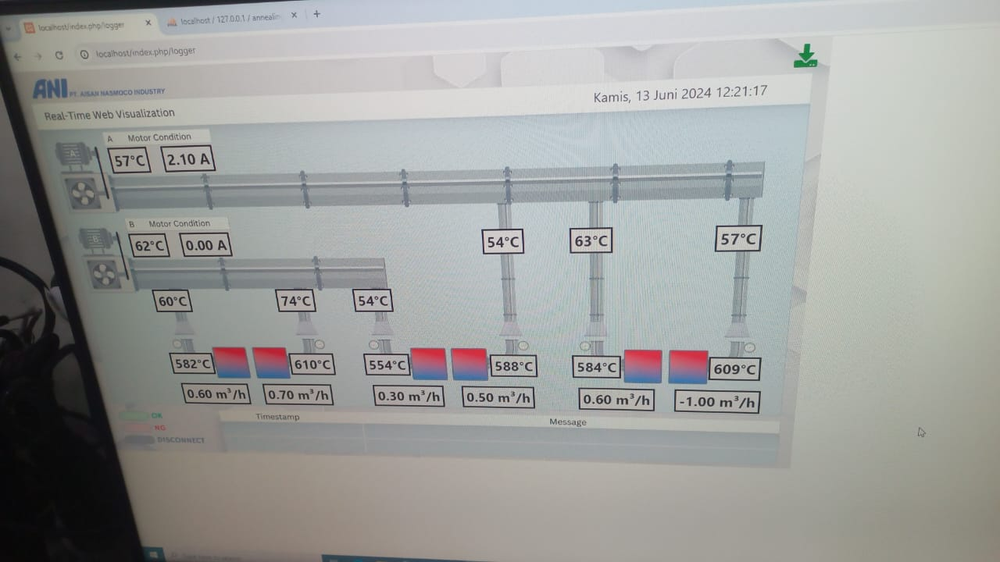 localhost/index.php/logger
localhost / 127.0.0.1 / annealin
localhost/index.php/logger
ANI PT. AISAN NASMOCO INDUSTRY
Kamis, 13 Juni 2024 12:21:17
Real-Time Web Visualization
A Motor Condition
A
57°C 2.10 A
B Motor Condition
B
62°C 0.00 A
54°C 63°C 57°C
60°C 74°C 54°C
582°C 610°C 554°C 588°C 584°C 609°C
0.60 m³/h 0.70 m³/h 0.30 m³/h 0.50 m³/h 0.60 m³/h -1.00 m³/h
OK
NG
DISCONNECT
Timestamp Message